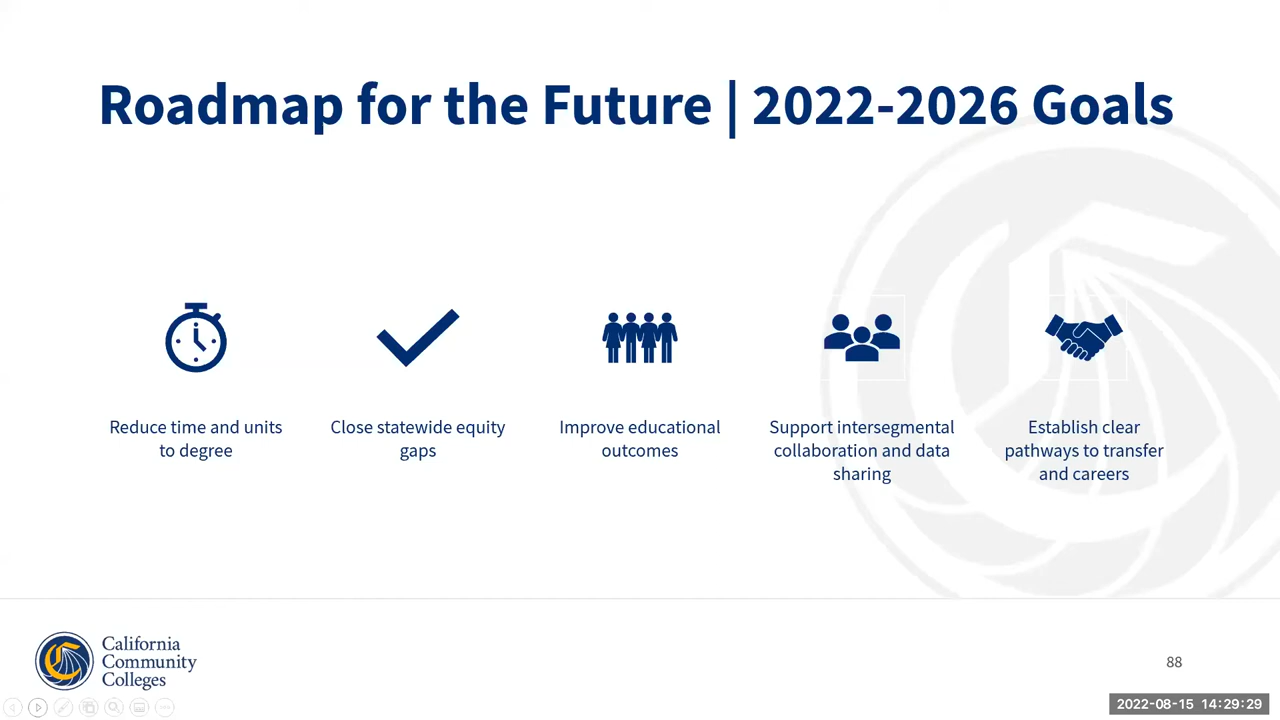 Roadmap for the Future | 2022-2026 Goals
Reduce time and units
to degree
Close statewide equity
gaps
Improve educational
outcomes
Support intersegmental
collaboration and data
sharing
Establish clear
pathways to transfer
and careers
California
Community
Colleges
88
2022-08-15 14:29:29